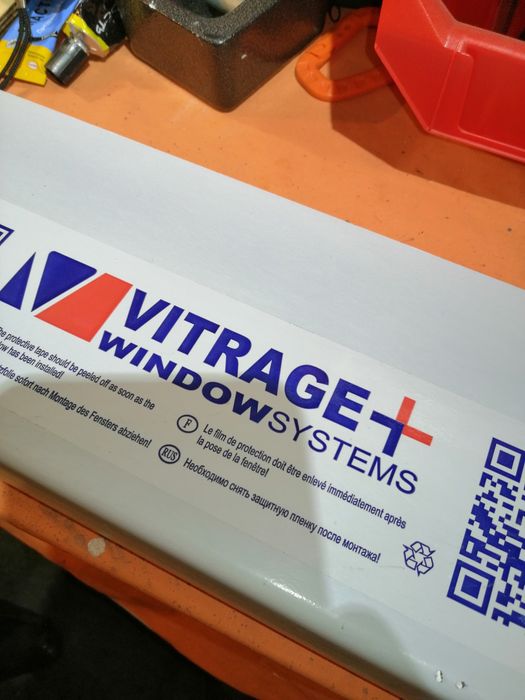 VITRAGE+
WINDOWSYSTEMS
protective tape should be peeled off as soon as the
has been installed!
sofort nach Montage des Fensters abziehen!
F Le film de protection doit être enlevé immédiatement après
la pose de la fenêtre!
RUS Необходимо снять защитную пленку после монтажа!